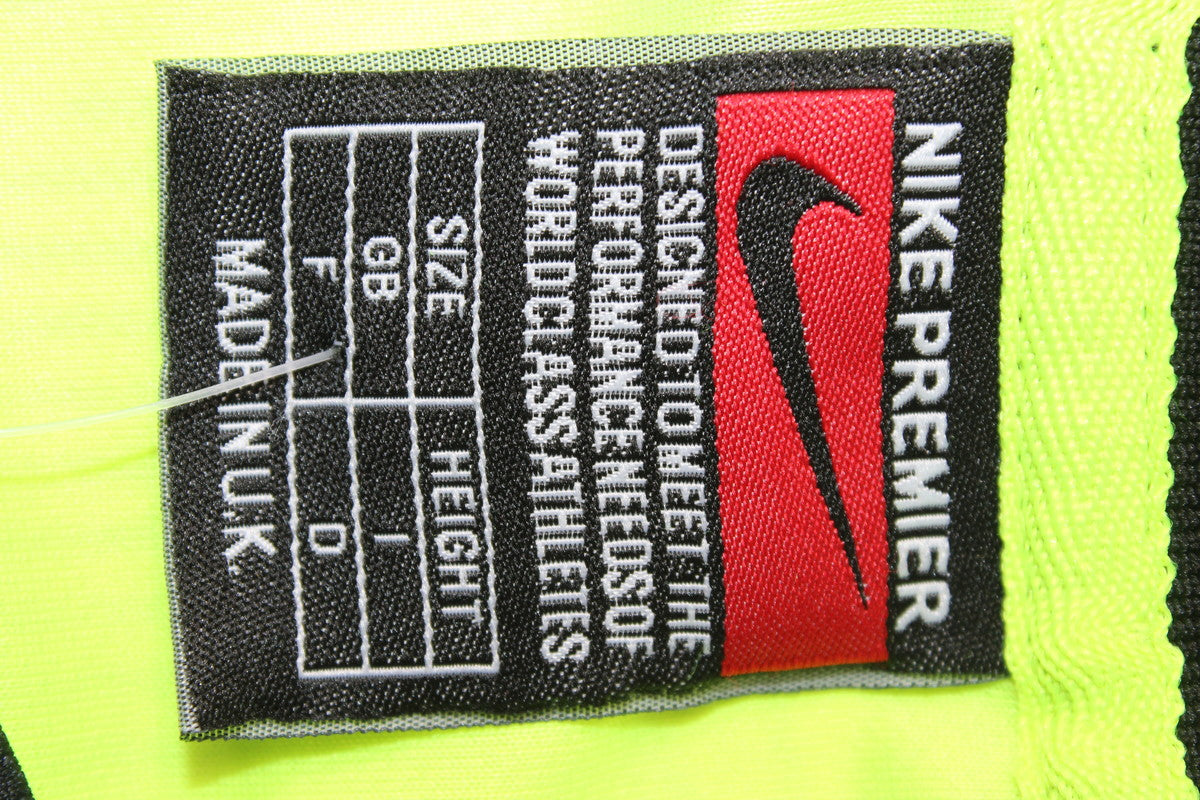 NIKE PREMIER
DESIGNED TO MEET THE
PERFORMANCE NEEDS OF
WORLD CLASS ATHLETES
SIZE HEIGHT
GB I
F D
MADE IN U.K.